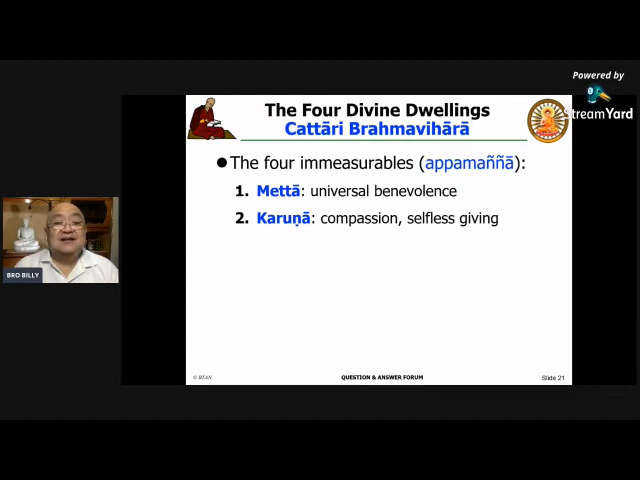 Powered by
StreamYard
The Four Divine Dwellings
Cattāri Brahmavihārā
The four immeasurables (appamaññā):
1. Mettā: universal benevolence
2. Karuṇā: compassion, selfless giving
BRO BILLY
© BTAN
QUESTION & ANSWER FORUM
Slide 21